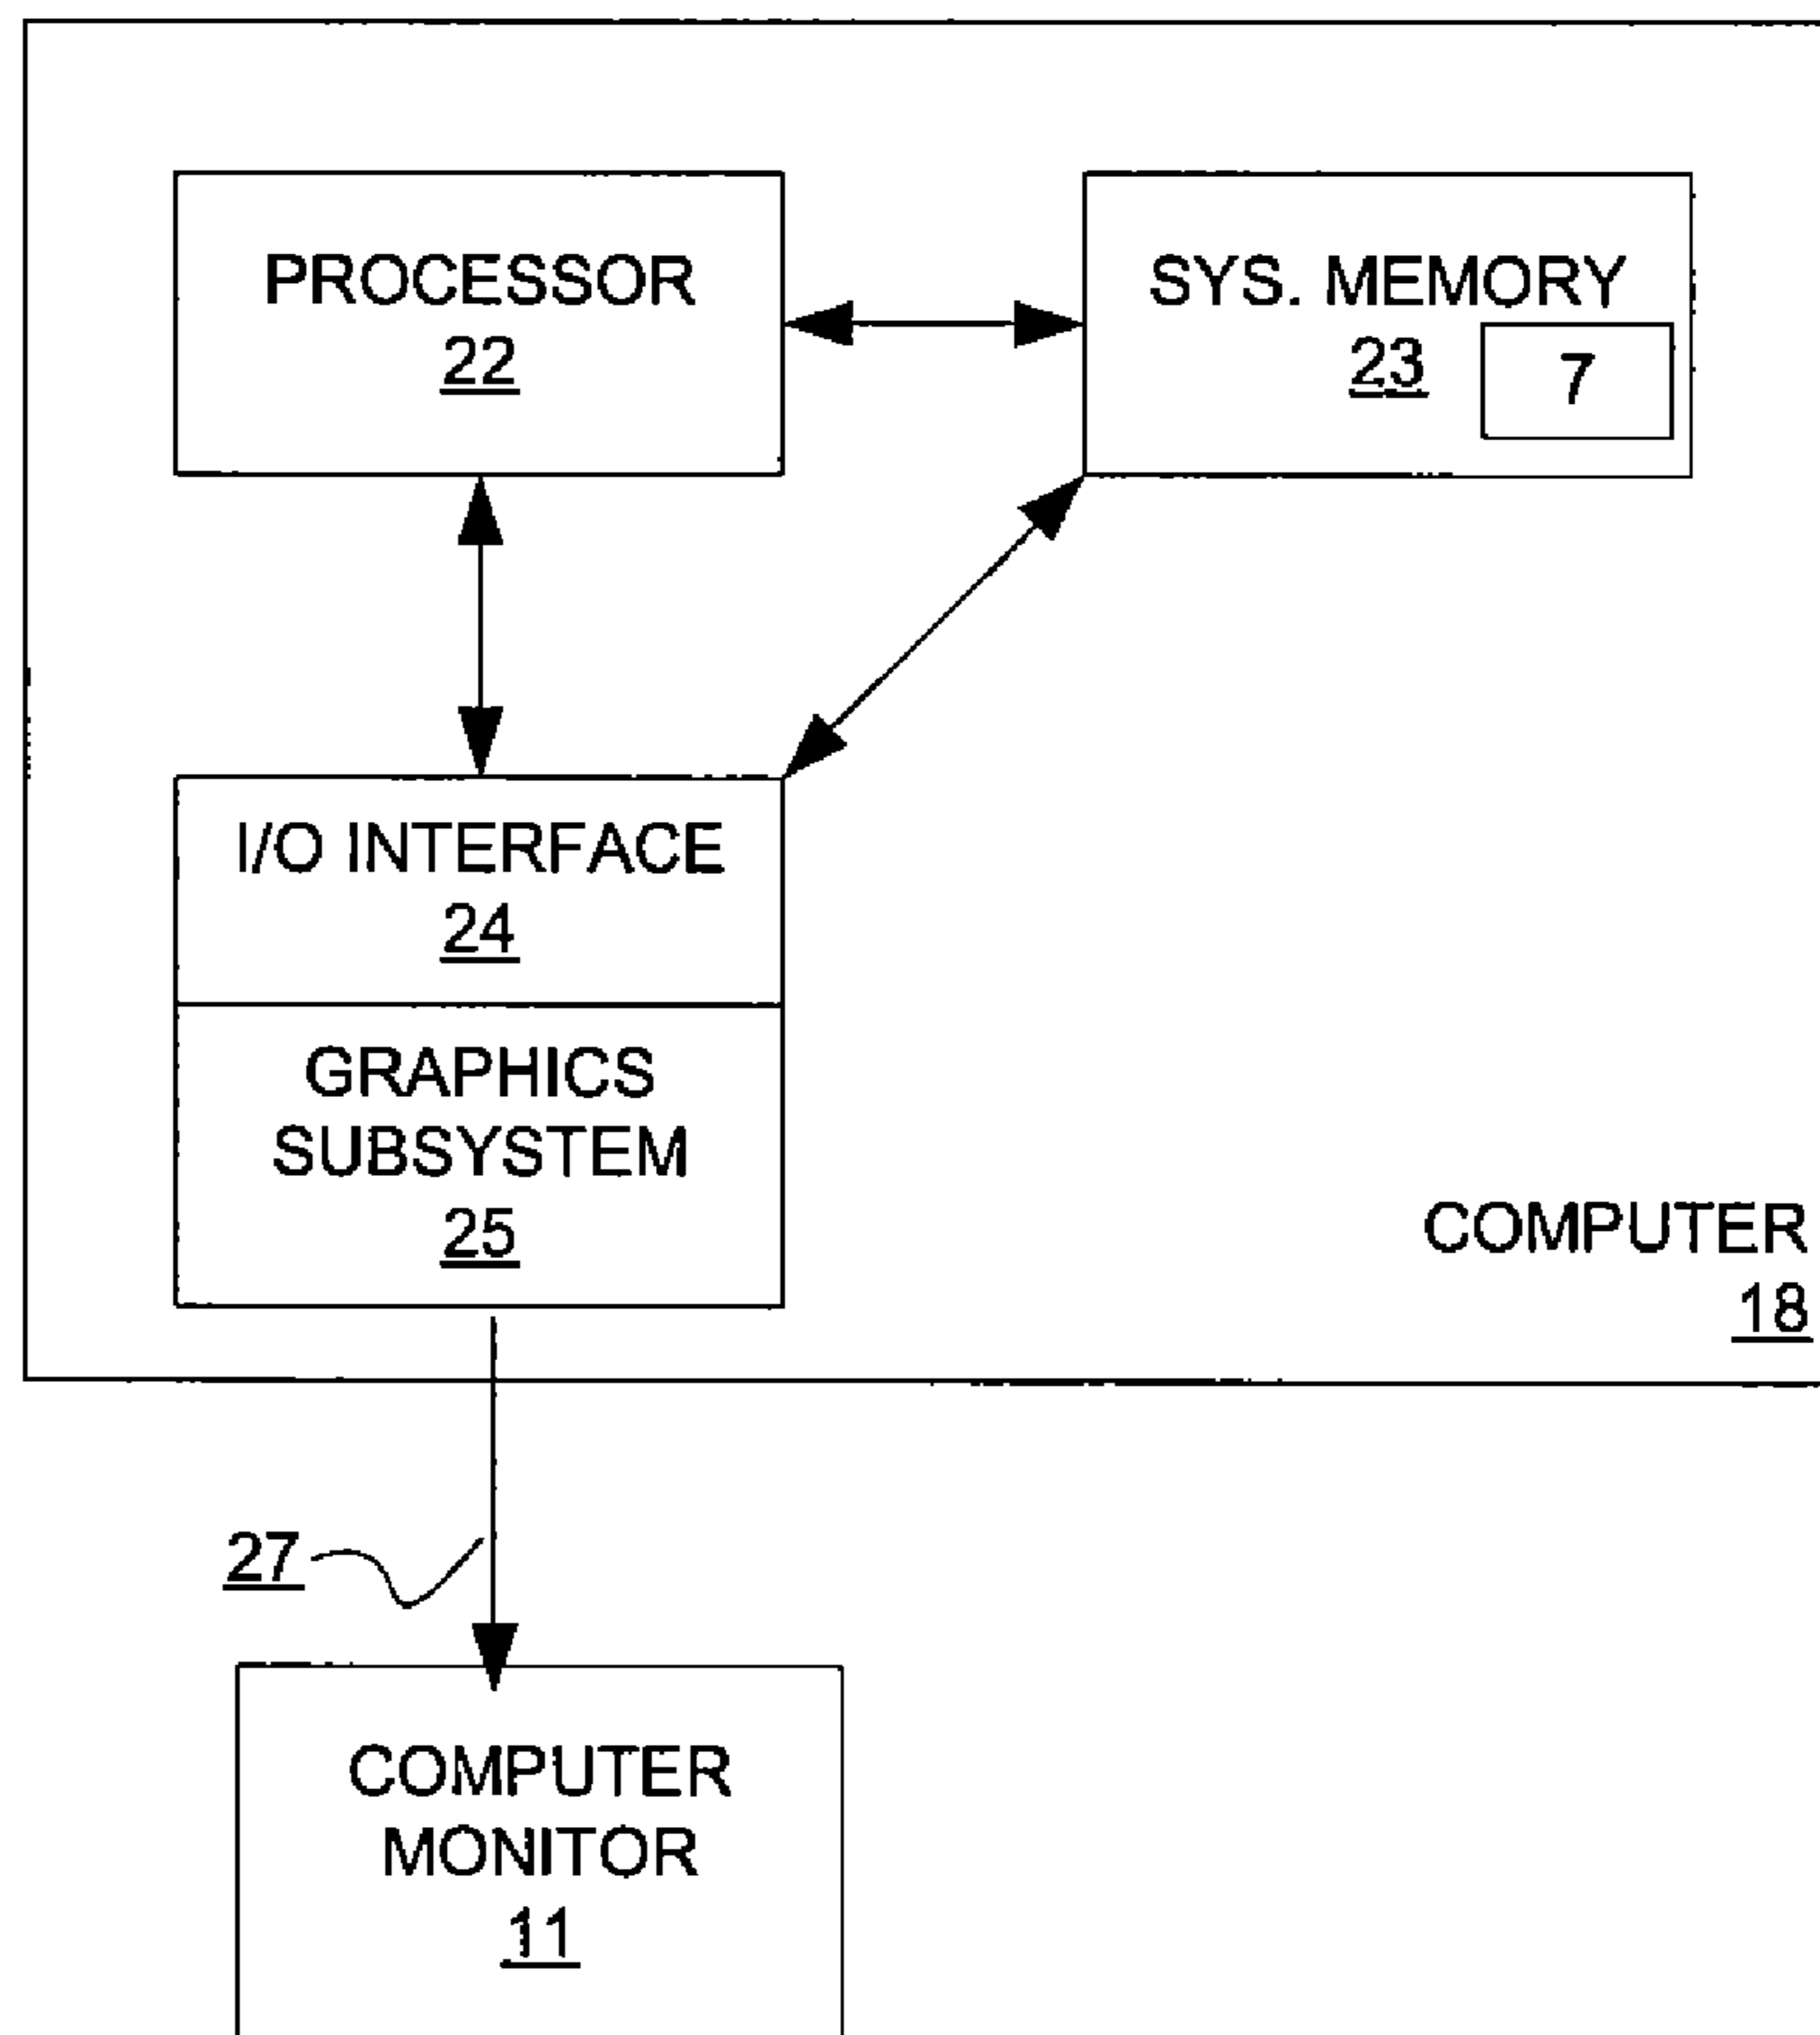 PROCESSOR
22
SYS. MEMORY
23
7
I/O INTERFACE
24
GRAPHICS
SUBSYSTEM
25
COMPUTER
18
27
COMPUTER
MONITOR
11